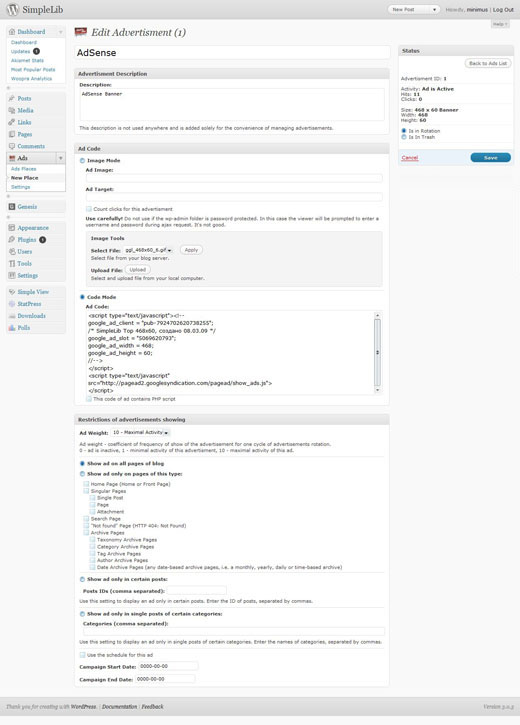 SimpleLib
New Post
Howdy, minimus | Log Out
Help
Dashboard
Dashboard
Updates 1
Akismet Stats
Most Popular Posts
Woopra Analytics
Posts
Media
Links
Pages
Comments
Ads
Ads Places
New Place
Settings
Genesis
Appearance
Plugins 1
Users
Tools
Settings
Simple View
StatPress
Downloads
Polls
Edit Advertisment (1)
AdSense
Advertisment Description
Description:
AdSense Banner
This description is not used anywhere and is added solely for the convenience of managing advertisements.
Ad Code
Image Mode
Ad Image:
Ad Target:
Count clicks for this advertisment
Use carefully! Do not use if the wp-admin folder is password protected. In this case the viewer will be prompted to enter a
username and password during ajax request. It's not good.
Image Tools
Select File: ggl_468x60_6.gif Apply
Select file from your blog server.
Upload File: Upload
Select and upload file from your local computer.
Code Mode
Ad Code:
<script type="text/javascript"><!--
google_ad_client = "pub-7924702620738255";
/* SimpleLib Top 468x60, создано 08.03.09 */
google_ad_slot = "5069620793";
google_ad_width = 468;
google_ad_height = 60;
//-->
</script>
<script type="text/javascript"
src="http://pagead2.googlesyndication.com/pagead/show_ads.js">
</script>
This code of ad contains PHP script
Restrictions of advertisements showing
Ad Weight: 10 - Maximal Activity
Ad weight - coefficient of frequency of show of the advertisement for one cycle of advertisements rotation.
0 - ad is inactive, 1 - minimal activity of this advertisement, 10 - maximal activity of this ad.
Show ad on all pages of blog
Show ad only on pages of this type:
Home Page (Home or Front Page)
Singular Pages
Single Post
Page
Attachment
Search Page
"Not found" Page (HTTP 404: Not Found)
Archive Pages
Taxonomy Archive Pages
Category Archive Pages
Tag Archive Pages
Author Archive Pages
Date Archive Pages (any date-based archive pages, i.e. a monthly, yearly, daily or time-based archive)
Show ad only in certain posts:
Posts IDs (comma separated):
Use this setting to display an ad only in certain posts. Enter the ID of posts, separated by commas.
Show ad only in single posts of certain categories:
Categories (comma separated):
Use this setting to display an ad only in single posts of certain categories. Enter the names of categories, separated by commas.
Use the schedule for this ad
Campaign Start Date: 0000-00-00
Campaign End Date: 0000-00-00
Status
Back to Ads List
Advertisment ID: 1
Activity: Ad is Active
Hits: 11
Clicks: 0
Size: 468 x 60 Banner
Width: 468
Height: 60
Is in Rotation
Is In Trash
Cancel
Save
Thank you for creating with WordPress. | Documentation | Feedback